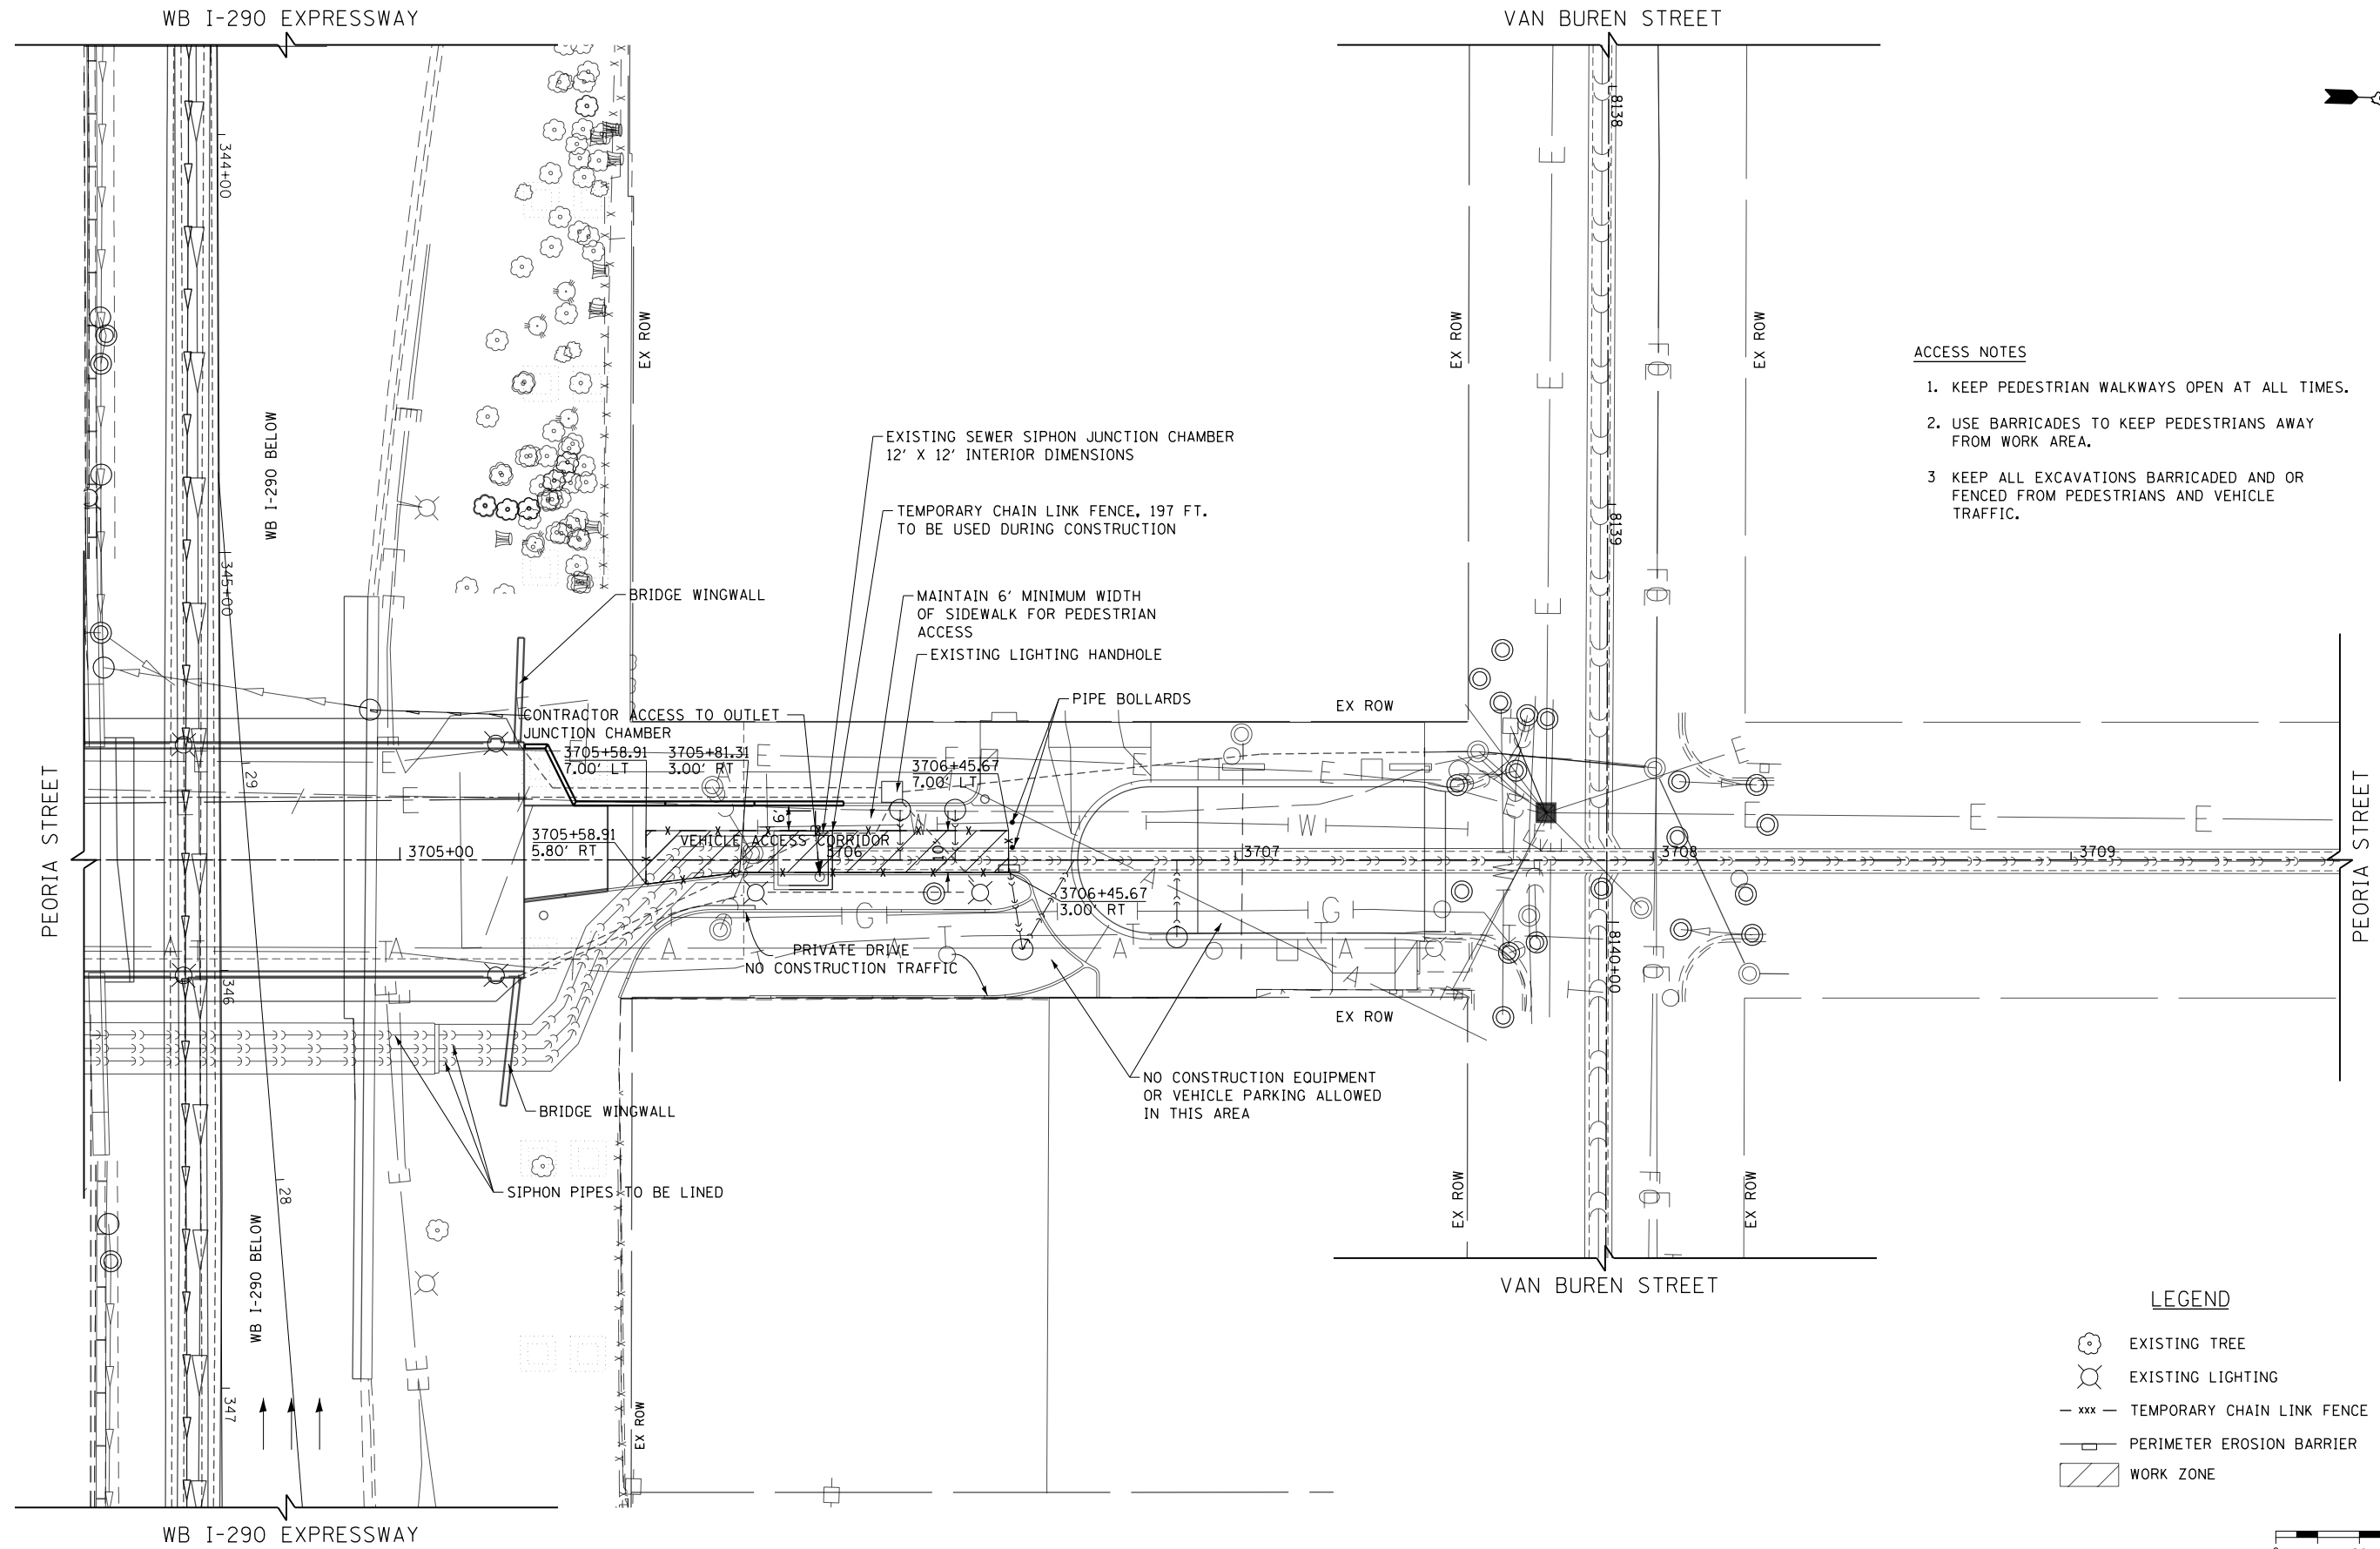 WB I-290 EXPRESSWAY
VAN BUREN STREET
344+00
8138
WB I-290 BELOW
EX ROW
EX ROW
EX ROW
ACCESS NOTES
1. KEEP PEDESTRIAN WALKWAYS OPEN AT ALL TIMES.
2. USE BARRICADES TO KEEP PEDESTRIANS AWAY
FROM WORK AREA.
3 KEEP ALL EXCAVATIONS BARRICADED AND OR
FENCED FROM PEDESTRIANS AND VEHICLE
TRAFFIC.
EXISTING SEWER SIPHON JUNCTION CHAMBER
12' X 12' INTERIOR DIMENSIONS
TEMPORARY CHAIN LINK FENCE, 197 FT.
TO BE USED DURING CONSTRUCTION
8139
345+00
BRIDGE WINGWALL
MAINTAIN 6' MINIMUM WIDTH
OF SIDEWALK FOR PEDESTRIAN
ACCESS
EXISTING LIGHTING HANDHOLE
PIPE BOLLARDS
EX ROW
CONTRACTOR ACCESS TO OUTLET
JUNCTION CHAMBER
3705+58.91
7.00' LT
3705+81.31
3.00' RT
3706+45.67
7.00' LT
29
6'
3705+58.91
5.80' RT
VEHICLE ACCESS CORRIDOR
10'
PEORIA STREET
3705+00
3706
3707
3708
3709
PEORIA STREET
3706+45.67
3.00' RT
PRIVATE DRIVE
NO CONSTRUCTION TRAFFIC
8140+00
346
EX ROW
NO CONSTRUCTION EQUIPMENT
OR VEHICLE PARKING ALLOWED
IN THIS AREA
BRIDGE WINGWALL
SIPHON PIPES TO BE LINED
28
EX ROW
EX ROW
WB I-290 BELOW
VAN BUREN STREET
347
EX ROW
LEGEND
EXISTING TREE
EXISTING LIGHTING
xxx TEMPORARY CHAIN LINK FENCE
PERIMETER EROSION BARRIER
WORK ZONE
WB I-290 EXPRESSWAY